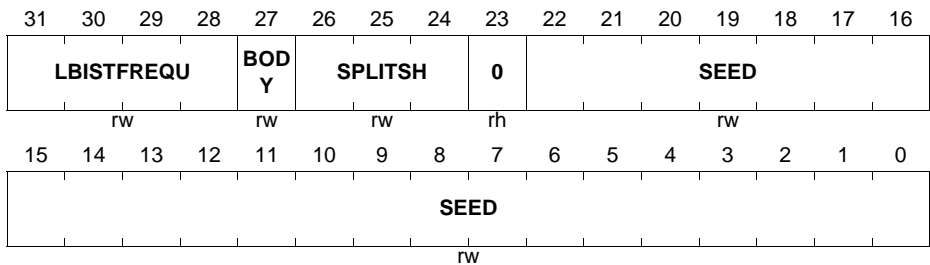 31 30 29 28 27 26 25 24 23 22 21 20 19 18 17 16
LBISTFREQU BOD Y SPLITSH 0 SEED
rw rw rw rh rw
15 14 13 12 11 10 9 8 7 6 5 4 3 2 1 0
SEED
rw